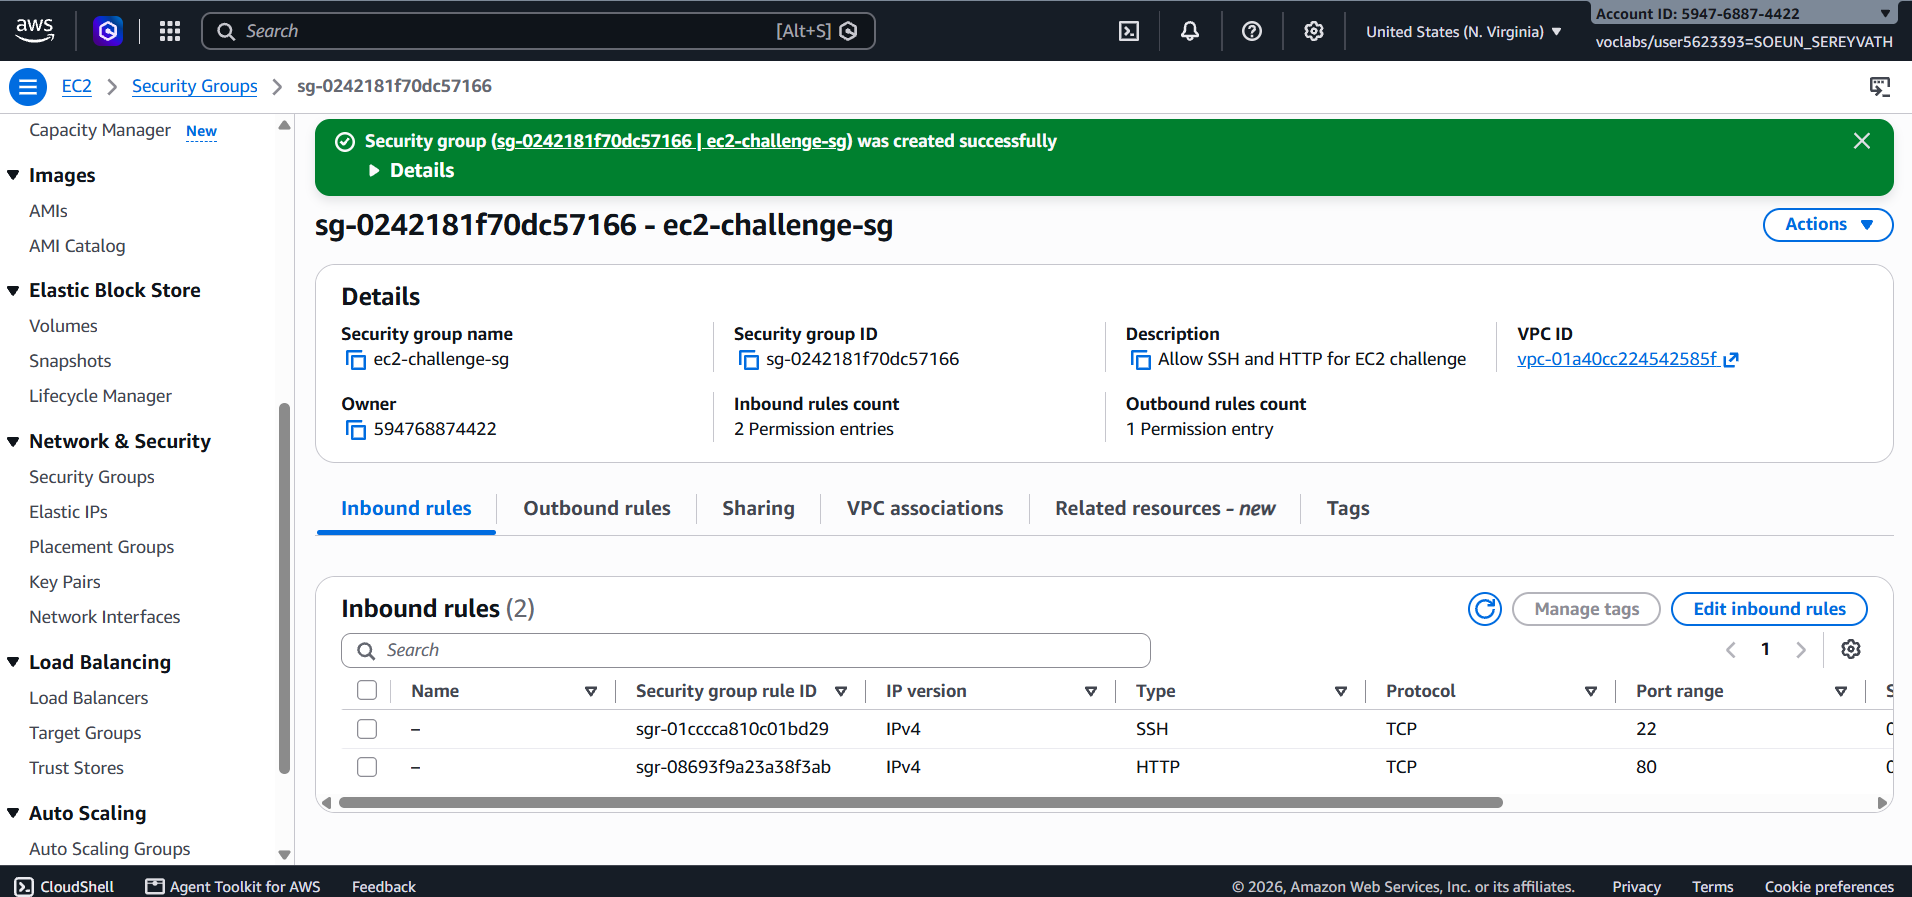 aws
Search [Alt+S]
United States (N. Virginia)
Account ID: 5947-6887-4422
voclabs/user5623393=SOEUN_SEREYVATH
EC2 > Security Groups > sg-0242181f70dc57166
Capacity Manager New
Images
AMIs
AMI Catalog
Elastic Block Store
Volumes
Snapshots
Lifecycle Manager
Network & Security
Security Groups
Elastic IPs
Placement Groups
Key Pairs
Network Interfaces
Load Balancing
Load Balancers
Target Groups
Trust Stores
Auto Scaling
Auto Scaling Groups
Security group (sg-0242181f70dc57166 | ec2-challenge-sg) was created successfully
Details
sg-0242181f70dc57166 - ec2-challenge-sg
Actions
Details
Security group name
ec2-challenge-sg
Security group ID
sg-0242181f70dc57166
Description
Allow SSH and HTTP for EC2 challenge
VPC ID
vpc-01a40cc224542585f
Owner
594768874422
Inbound rules count
2 Permission entries
Outbound rules count
1 Permission entry
Inbound rules Outbound rules Sharing VPC associations Related resources - new Tags
Inbound rules (2)
Manage tags
Edit inbound rules
Search
1
Name Security group rule ID IP version Type Protocol Port range
– sgr-01cccca810c01bd29 IPv4 SSH TCP 22
– sgr-08693f9a23a38f3ab IPv4 HTTP TCP 80
CloudShell Agent Toolkit for AWS Feedback
© 2026, Amazon Web Services, Inc. or its affiliates. Privacy Terms Cookie preferences